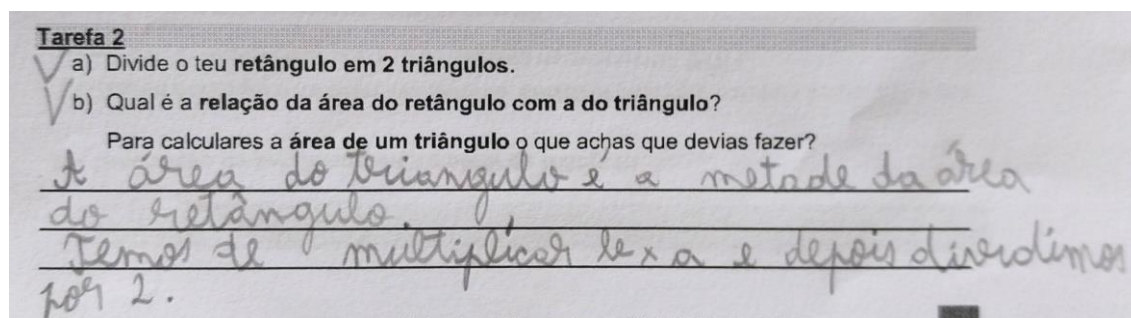 Tarefa 2
a) Divide o teu retângulo em 2 triângulos.
b) Qual é a relação da área do retângulo com a do triângulo?
Para calculares a área de um triângulo o que achas que devias fazer?
A área do triangulo é a metade da área
do retângulo.
Temos de multiplicar bxa e depois diverdimos
por 2.